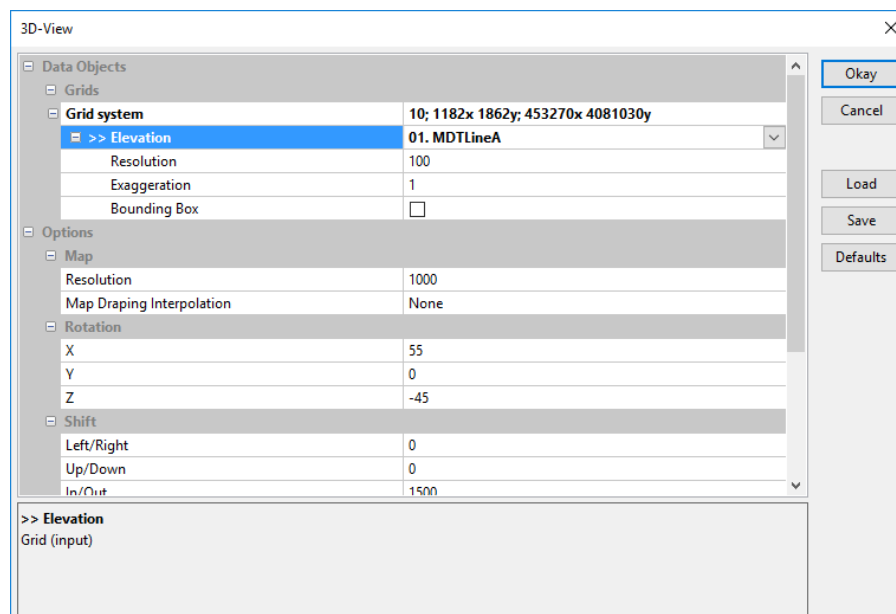 3D-View
Data Objects
Grids
Grid system 10; 1182x 1862y; 453270x 4081030y
>> Elevation 01. MDTLineA
Resolution 100
Exaggeration 1
Bounding Box
Options
Map
Resolution 1000
Map Draping Interpolation None
Rotation
X 55
Y 0
Z -45
Shift
Left/Right 0
Up/Down 0
In/Out 1500
>> Elevation
Grid (input)
Okay
Cancel
Load
Save
Defaults